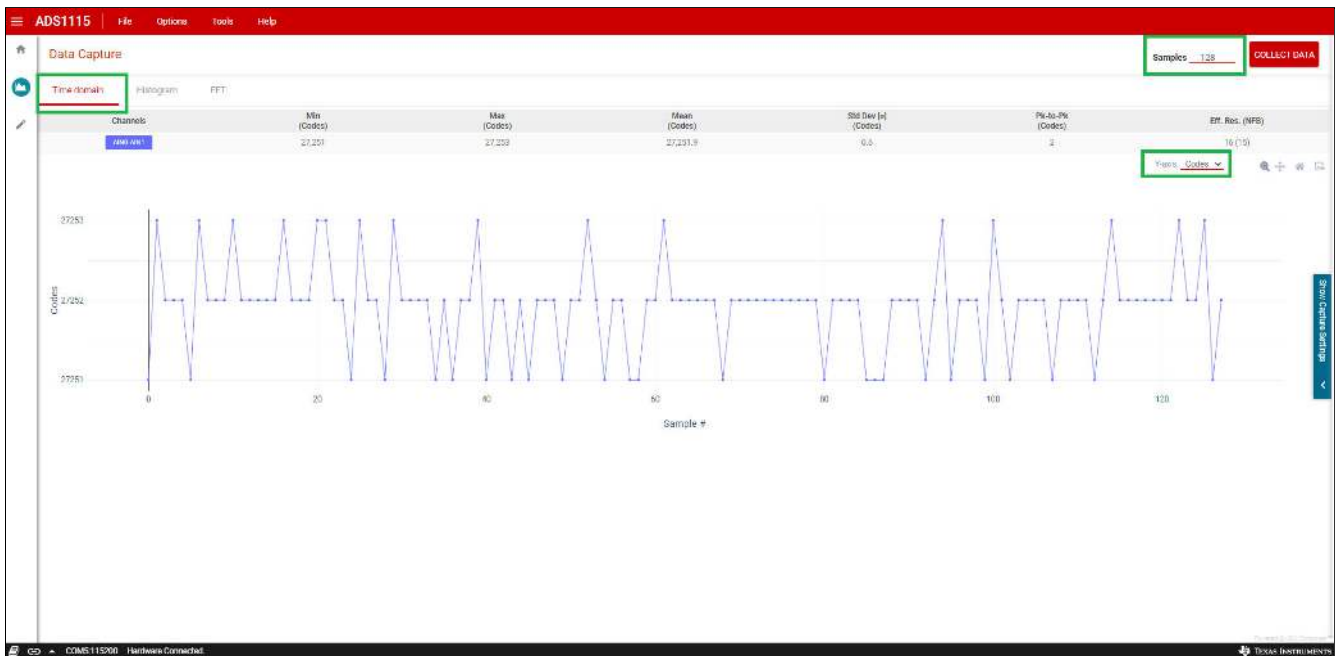 ADS1115 File Options Tools Help
Data Capture
Samples 128 COLLECT DATA
Time domain Histogram FFT
Channels Min (Codes) Max (Codes) Mean (Codes) Std Dev [σ] (Codes) Pk-to-Pk (Codes) Eff. Res. (NFB)
AIN0-AIN1 27,251 27,253 27,251.9 0.6 2 16 (15)
Y-axis Codes
27253
27252
27251
Codes
0 20 40 60 80 100 120
Sample #
Show Capture Settings
COM5:115200 Hardware Connected. TEXAS INSTRUMENTS